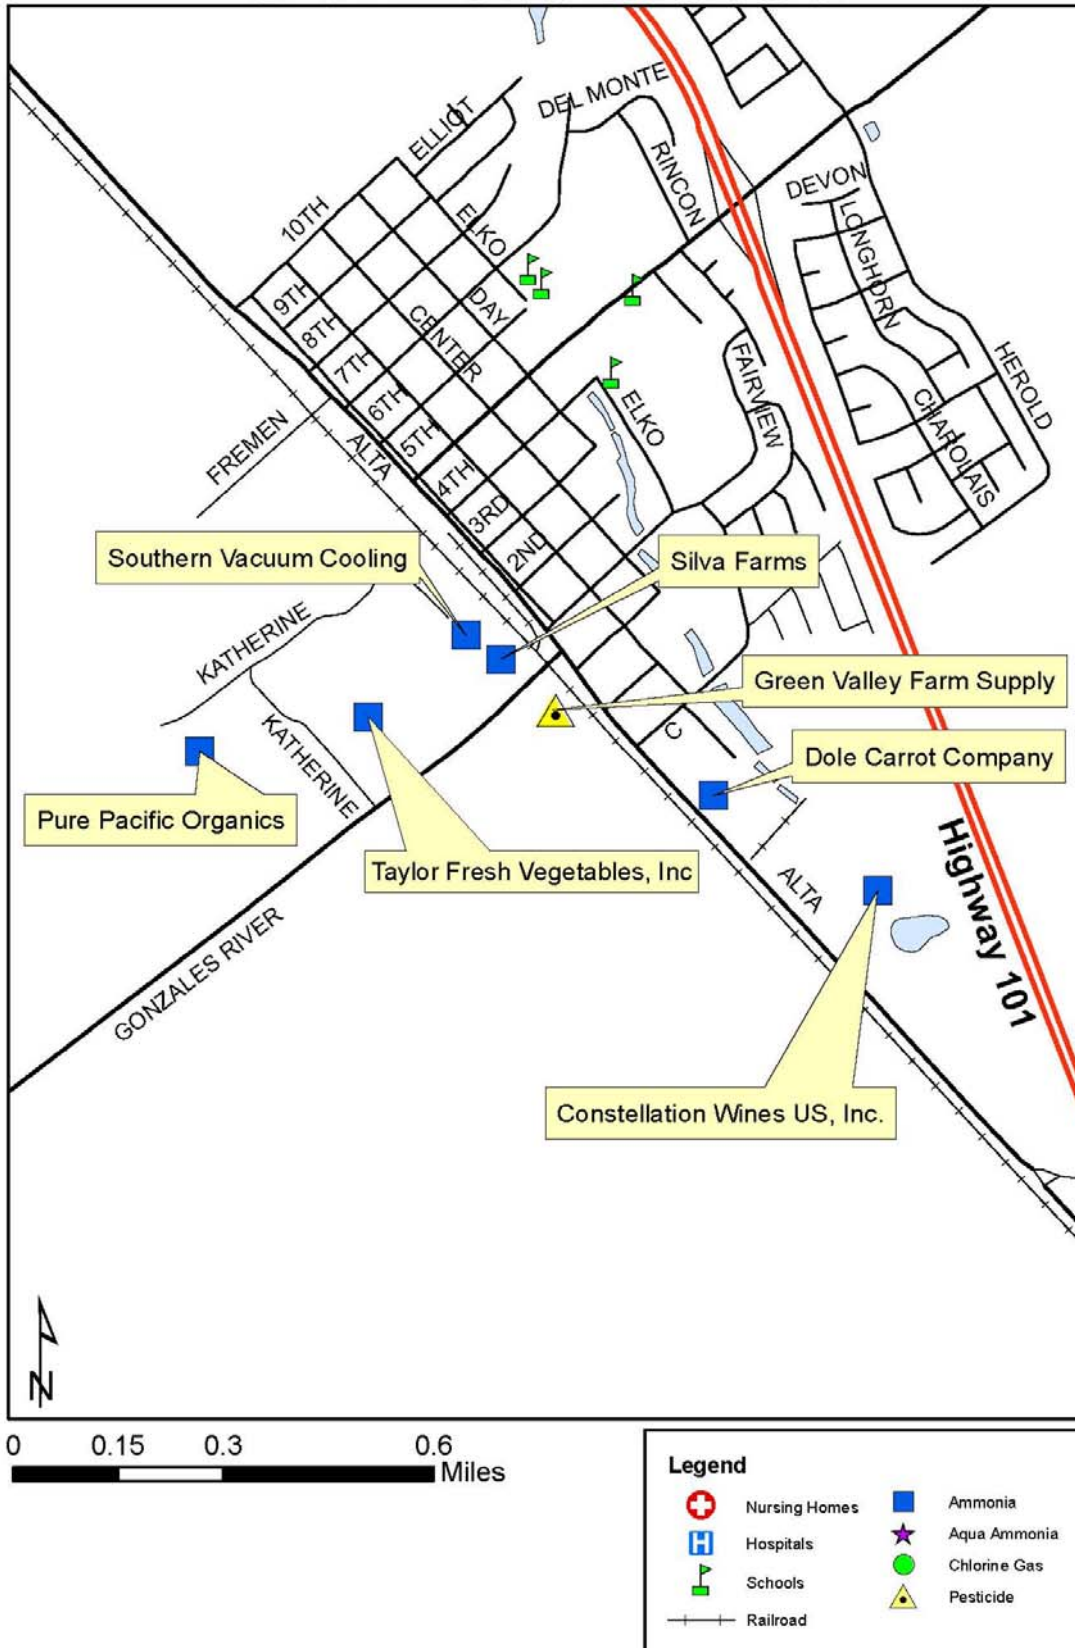 DEL MONTE
ELLIOT
RINCON
DEVON
10TH
ELKO
LONGHORN
9TH
DAY
8TH
CENTER
7TH
FAIRVIEW
HEROLD
6TH
ELKO
CHAROLAIS
FREMEN
ALTA
5TH
4TH
3RD
2ND
Southern Vacuum Cooling
Silva Farms
KATHERINE
Green Valley Farm Supply
KATHERINE
C
Dole Carrot Company
Pure Pacific Organics
Taylor Fresh Vegetables, Inc
ALTA
Highway 101
GONZALES RIVER
Constellation Wines US, Inc.
N
0 0.15 0.3 0.6
Miles
Legend
Nursing Homes
Ammonia
H
Hospitals
Aqua Ammonia
Schools
Chlorine Gas
Railroad
Pesticide